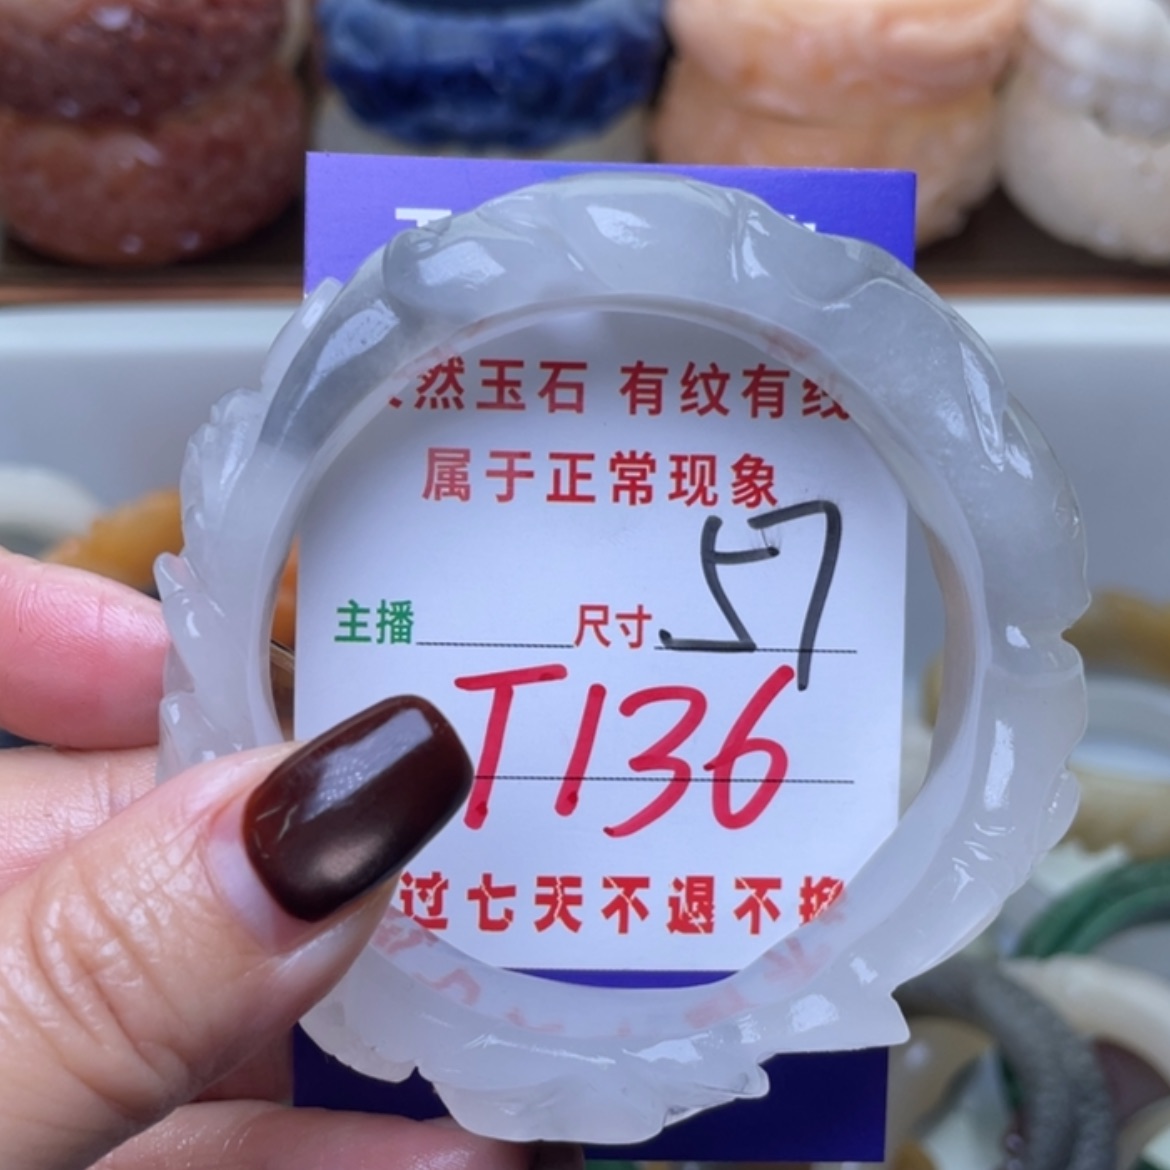 然玉石 有纹有线
属于正常现象
主播 尺寸 57
T136
过七天不退不换